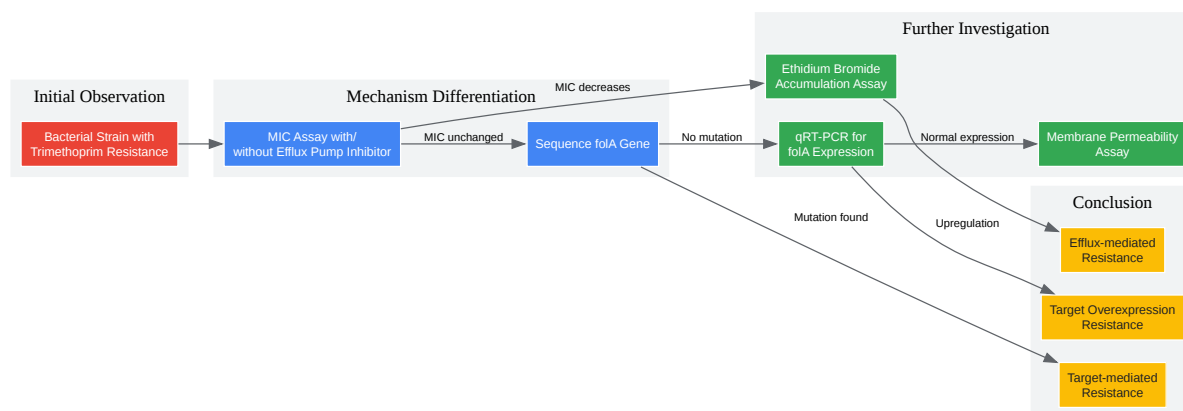 Initial Observation
Bacterial Strain with
Trimethoprim Resistance
Mechanism Differentiation
MIC Assay with/
without Efflux Pump Inhibitor
MIC unchanged
MIC decreases
Sequence folA Gene
No mutation
Mutation found
Further Investigation
Ethidium Bromide
Accumulation Assay
qRT-PCR for
folA Expression
Normal expression
Upregulation
Membrane Permeability
Assay
Conclusion
Efflux-mediated
Resistance
Target Overexpression
Resistance
Target-mediated
Resistance